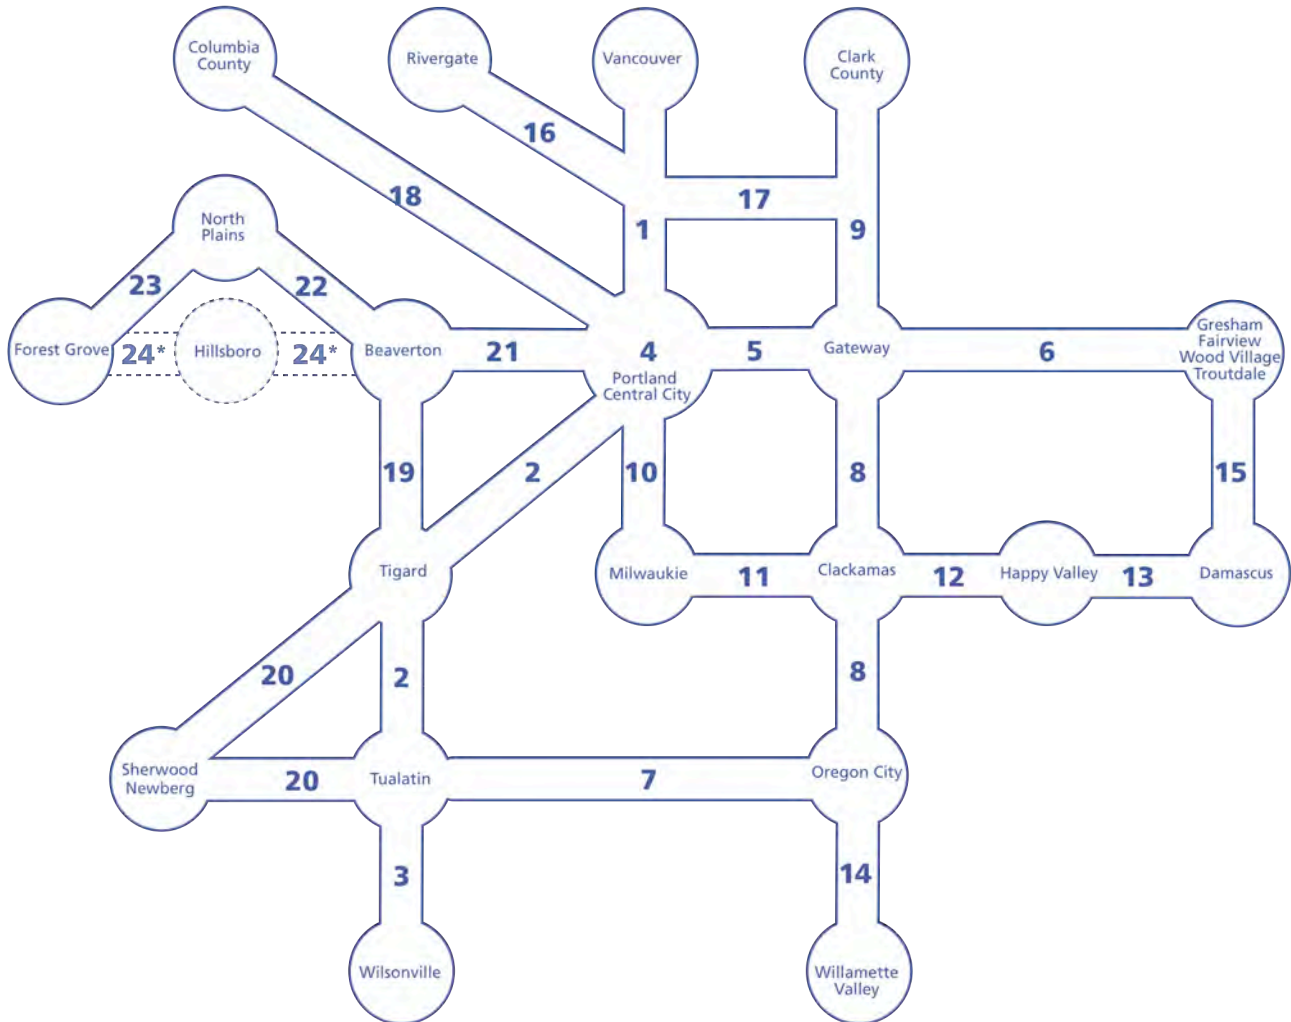 Columbia
County
Rivergate
Vancouver
Clark
County
16
18
17
North
Plains
1
9
23
22
Forest Grove
24*
Hillsboro
24*
Beaverton
21
4
Portland
Central City
5
Gateway
6
Gresham
Fairview
Wood Village
Troutdale
19
2
10
8
15
Tigard
Milwaukie
11
Clackamas
12
Happy Valley
13
Damascus
20
2
8
Sherwood
Newberg
20
Tualatin
7
Oregon City
3
14
Wilsonville
Willamette
Valley